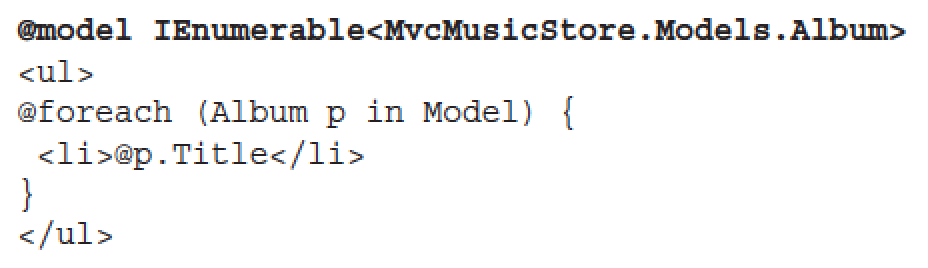 @model IEnumerable<MvcMusicStore.Models.Album>
<ul>
@foreach (Album p in Model) {
 <li>@p.Title</li>
}
</ul>